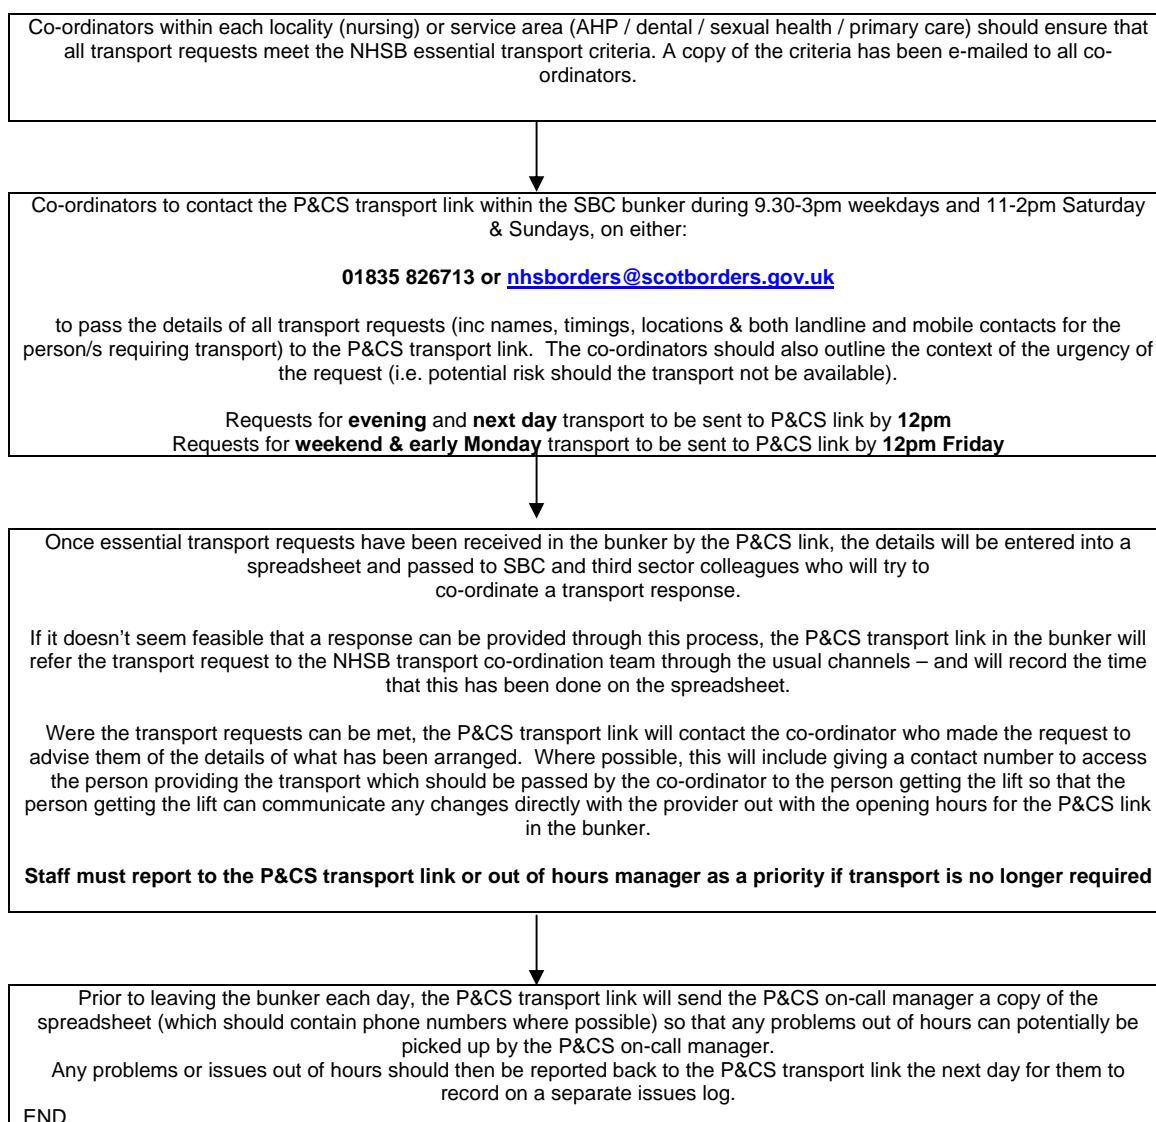 Co-ordinators within each locality (nursing) or service area (AHP / dental / sexual health / primary care) should ensure that
all transport requests meet the NHSB essential transport criteria. A copy of the criteria has been e-mailed to all co-
ordinators.
Co-ordinators to contact the P&CS transport link within the SBC bunker during 9.30-3pm weekdays and 11-2pm Saturday
& Sundays, on either:
01835 826713 or nhsborders@scotborders.gov.uk
to pass the details of all transport requests (inc names, timings, locations & both landline and mobile contacts for the
person/s requiring transport) to the P&CS transport link. The co-ordinators should also outline the context of the urgency of
the request (i.e. potential risk should the transport not be available).
Requests for evening and next day transport to be sent to P&CS link by 12pm
Requests for weekend & early Monday transport to be sent to P&CS link by 12pm Friday
Once essential transport requests have been received in the bunker by the P&CS link, the details will be entered into a
spreadsheet and passed to SBC and third sector colleagues who will try to
co-ordinate a transport response.
If it doesn't seem feasible that a response can be provided through this process, the P&CS transport link in the bunker will
refer the transport request to the NHSB transport co-ordination team through the usual channels – and will record the time
that this has been done on the spreadsheet.
Were the transport requests can be met, the P&CS transport link will contact the co-ordinator who made the request to
advise them of the details of what has been arranged. Where possible, this will include giving a contact number to access
the person providing the transport which should be passed by the co-ordinator to the person getting the lift so that the
person getting the lift can communicate any changes directly with the provider out with the opening hours for the P&CS link
in the bunker.
Staff must report to the P&CS transport link or out of hours manager as a priority if transport is no longer required
Prior to leaving the bunker each day, the P&CS transport link will send the P&CS on-call manager a copy of the
spreadsheet (which should contain phone numbers where possible) so that any problems out of hours can potentially be
picked up by the P&CS on-call manager.
Any problems or issues out of hours should then be reported back to the P&CS transport link the next day for them to
record on a separate issues log.
END